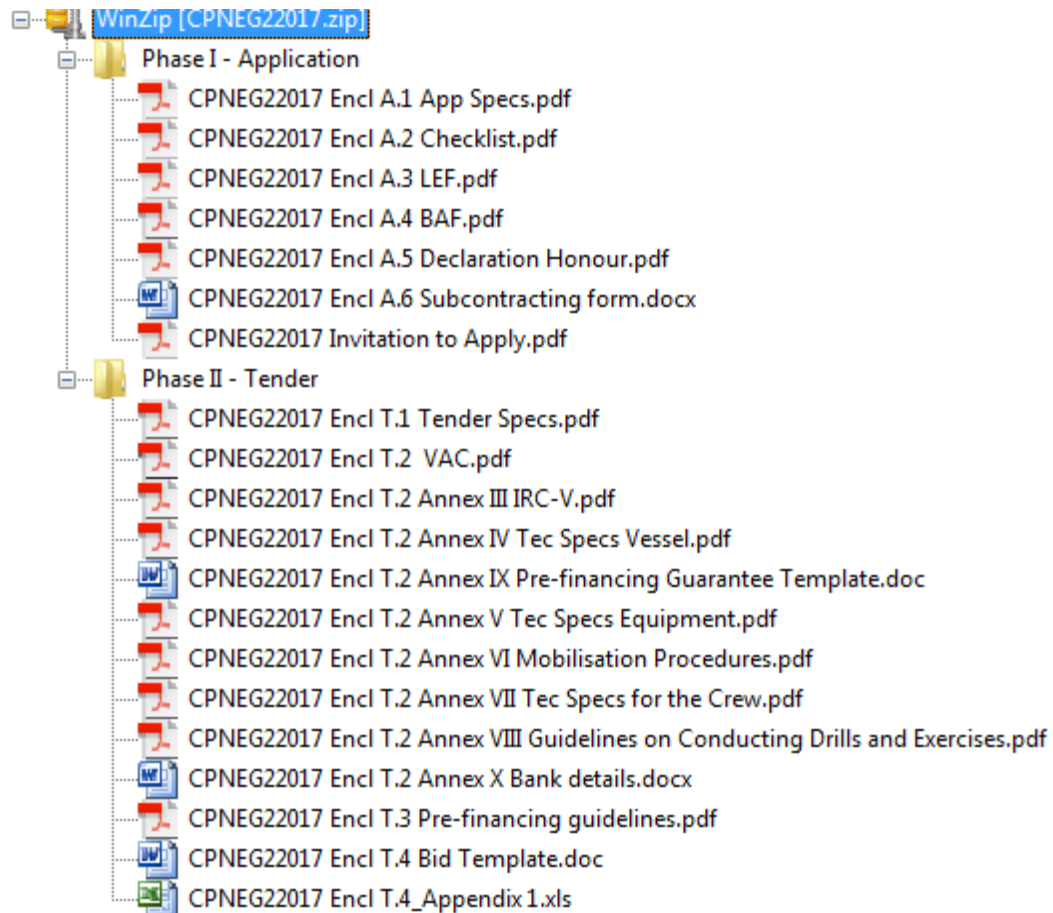 WinZip [CPNEG22017.zip]
Phase I - Application
CPNEG22017 Encl A.1 App Specs.pdf
CPNEG22017 Encl A.2 Checklist.pdf
CPNEG22017 Encl A.3 LEF.pdf
CPNEG22017 Encl A.4 BAF.pdf
CPNEG22017 Encl A.5 Declaration Honour.pdf
CPNEG22017 Encl A.6 Subcontracting form.docx
CPNEG22017 Invitation to Apply.pdf
Phase II - Tender
CPNEG22017 Encl T.1 Tender Specs.pdf
CPNEG22017 Encl T.2  VAC.pdf
CPNEG22017 Encl T.2 Annex III IRC-V.pdf
CPNEG22017 Encl T.2 Annex IV Tec Specs Vessel.pdf
CPNEG22017 Encl T.2 Annex IX Pre-financing Guarantee Template.doc
CPNEG22017 Encl T.2 Annex V Tec Specs Equipment.pdf
CPNEG22017 Encl T.2 Annex VI Mobilisation Procedures.pdf
CPNEG22017 Encl T.2 Annex VII Tec Specs for the Crew.pdf
CPNEG22017 Encl T.2 Annex VIII Guidelines on Conducting Drills and Exercises.pdf
CPNEG22017 Encl T.2 Annex X Bank details.docx
CPNEG22017 Encl T.3 Pre-financing guidelines.pdf
CPNEG22017 Encl T.4 Bid Template.doc
CPNEG22017 Encl T.4_Appendix 1.xls